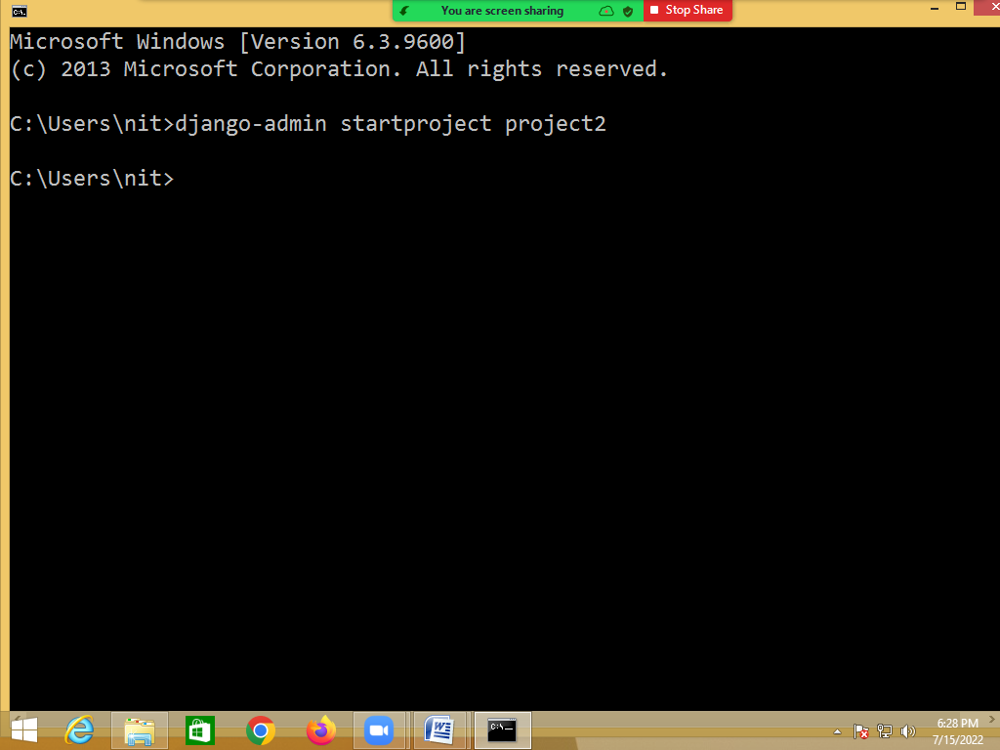 You are screen sharing
Stop Share
Microsoft Windows [Version 6.3.9600]
(c) 2013 Microsoft Corporation. All rights reserved.
C:\Users\nit>django-admin startproject project2
C:\Users\nit>
6:28 PM
7/15/2022